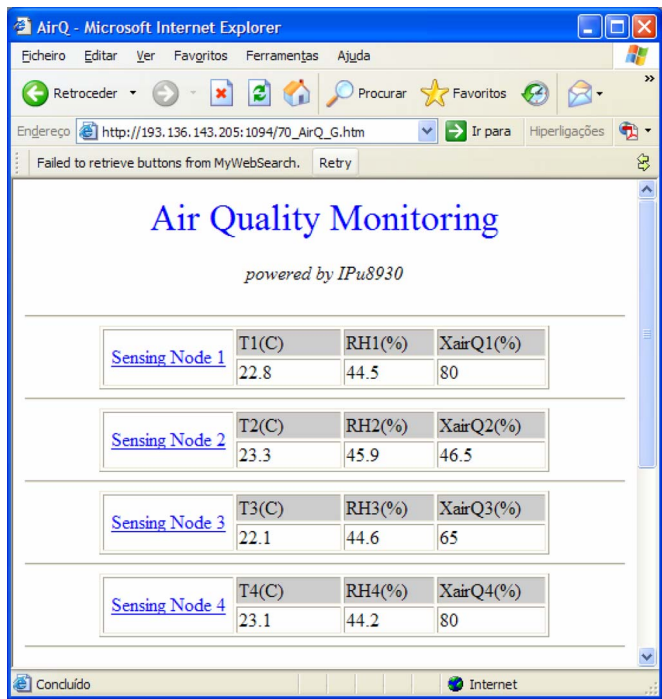 AirQ - Microsoft Internet Explorer
Ficheiro Editar Ver Favoritos Ferramentas Ajuda
Retroceder Procurar Favoritos »
Endereço http://193.136.143.205:1094/70_AirQ_G.htm Ir para Hiperligações
Failed to retrieve buttons from MyWebSearch. Retry
Air Quality Monitoring
powered by IPu8930
Sensing Node 1
T1(C) RH1(%) XairQ1(%)
22.8 44.5 80
Sensing Node 2
T2(C) RH2(%) XairQ2(%)
23.3 45.9 46.5
Sensing Node 3
T3(C) RH3(%) XairQ3(%)
22.1 44.6 65
Sensing Node 4
T4(C) RH4(%) XairQ4(%)
23.1 44.2 80
Concluído Internet